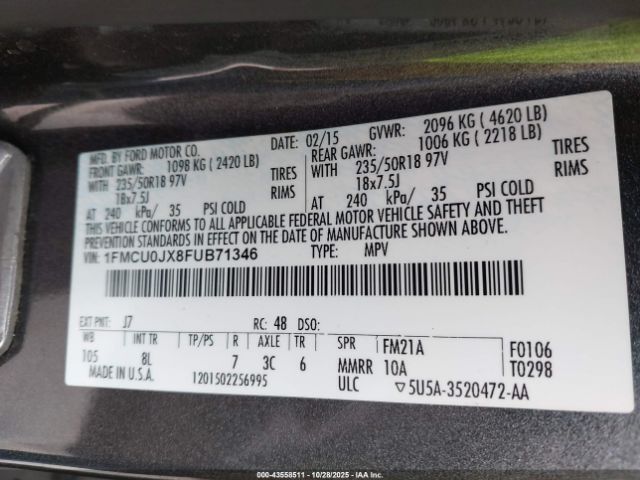 MFD. BY FORD MOTOR CO.
DATE: 02/15
GVWR: 2096 KG ( 4620 LB)
FRONT GAWR: 1098 KG ( 2420 LB)
REAR GAWR: 1006 KG ( 2218 LB)
WITH 235/50R18 97V TIRES
WITH 235/50R18 97V TIRES
18x7.5J RIMS
18x7.5J RIMS
AT 240 kPa/ 35 PSI COLD
AT 240 kPa/ 35 PSI COLD
THIS VEHICLE CONFORMS TO ALL APPLICABLE FEDERAL MOTOR VEHICLE SAFETY AND THEFT
PREVENTION STANDARDS IN EFFECT ON THE DATE OF MANUFACTURE SHOWN ABOVE.
VIN: 1FMCU0JX8FUB71346
TYPE: MPV
EXT PNT: J7 RC: 48 DSO:
WB INT TR TP/PS R AXLE TR SPR FM21A F0106
105 8L 7 3C 6 MMRR 10A T0298
MADE IN U.S.A. 1201502256995 ULC 5U5A-3520472-AA
000-43558511 | 10/28/2025 | IAA Inc.